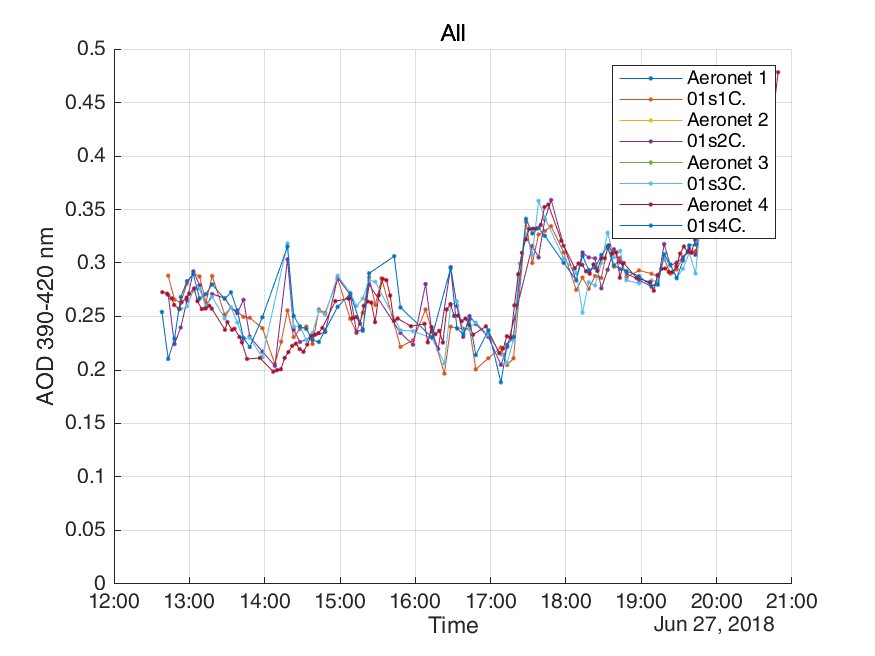 All
0.5
0.45
0.4
0.35
0.3
0.25
0.2
0.15
0.1
0.05
0
AOD 390-420 nm
Aeronet 1
01s1C.
Aeronet 2
01s2C.
Aeronet 3
01s3C.
Aeronet 4
01s4C.
12:00 13:00 14:00 15:00 16:00 17:00 18:00 19:00 20:00 21:00
Time
Jun 27, 2018